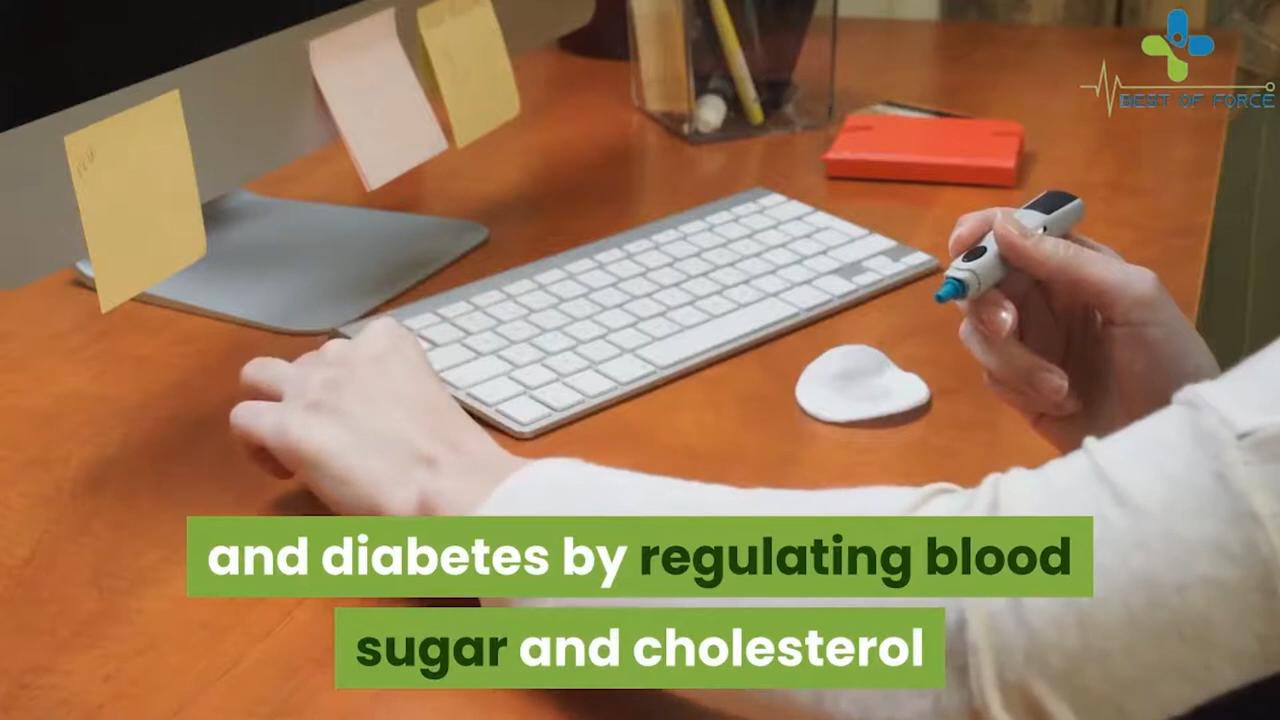 BEST OF FORCE
and diabetes by regulating blood
sugar and cholesterol